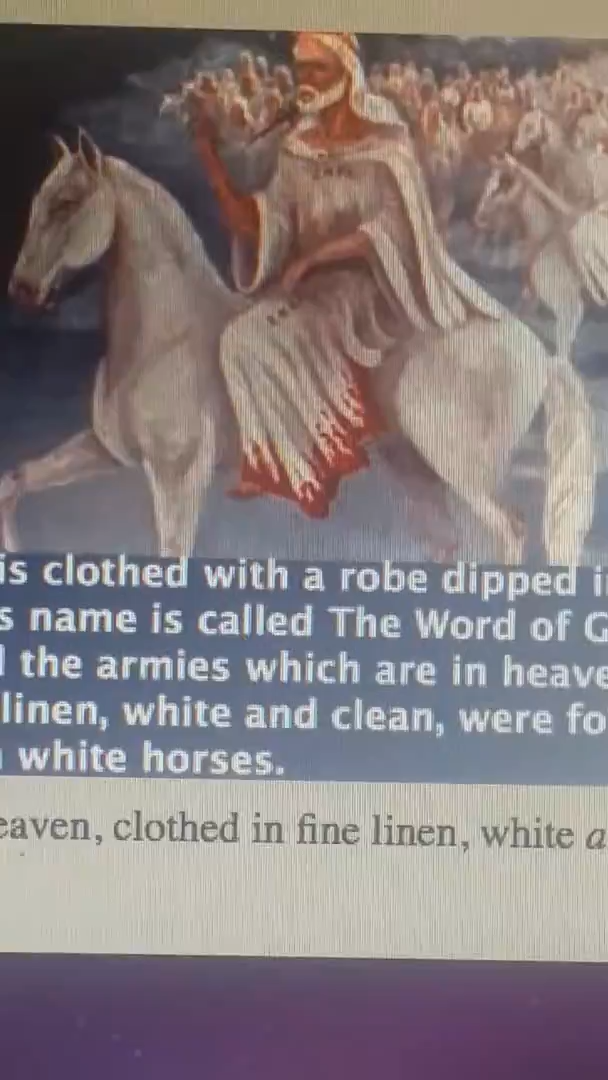 is clothed with a robe dipped i
s name is called The Word of G
the armies which are in heave
linen, white and clean, were fo
white horses.
eaven, clothed in fine linen, white a